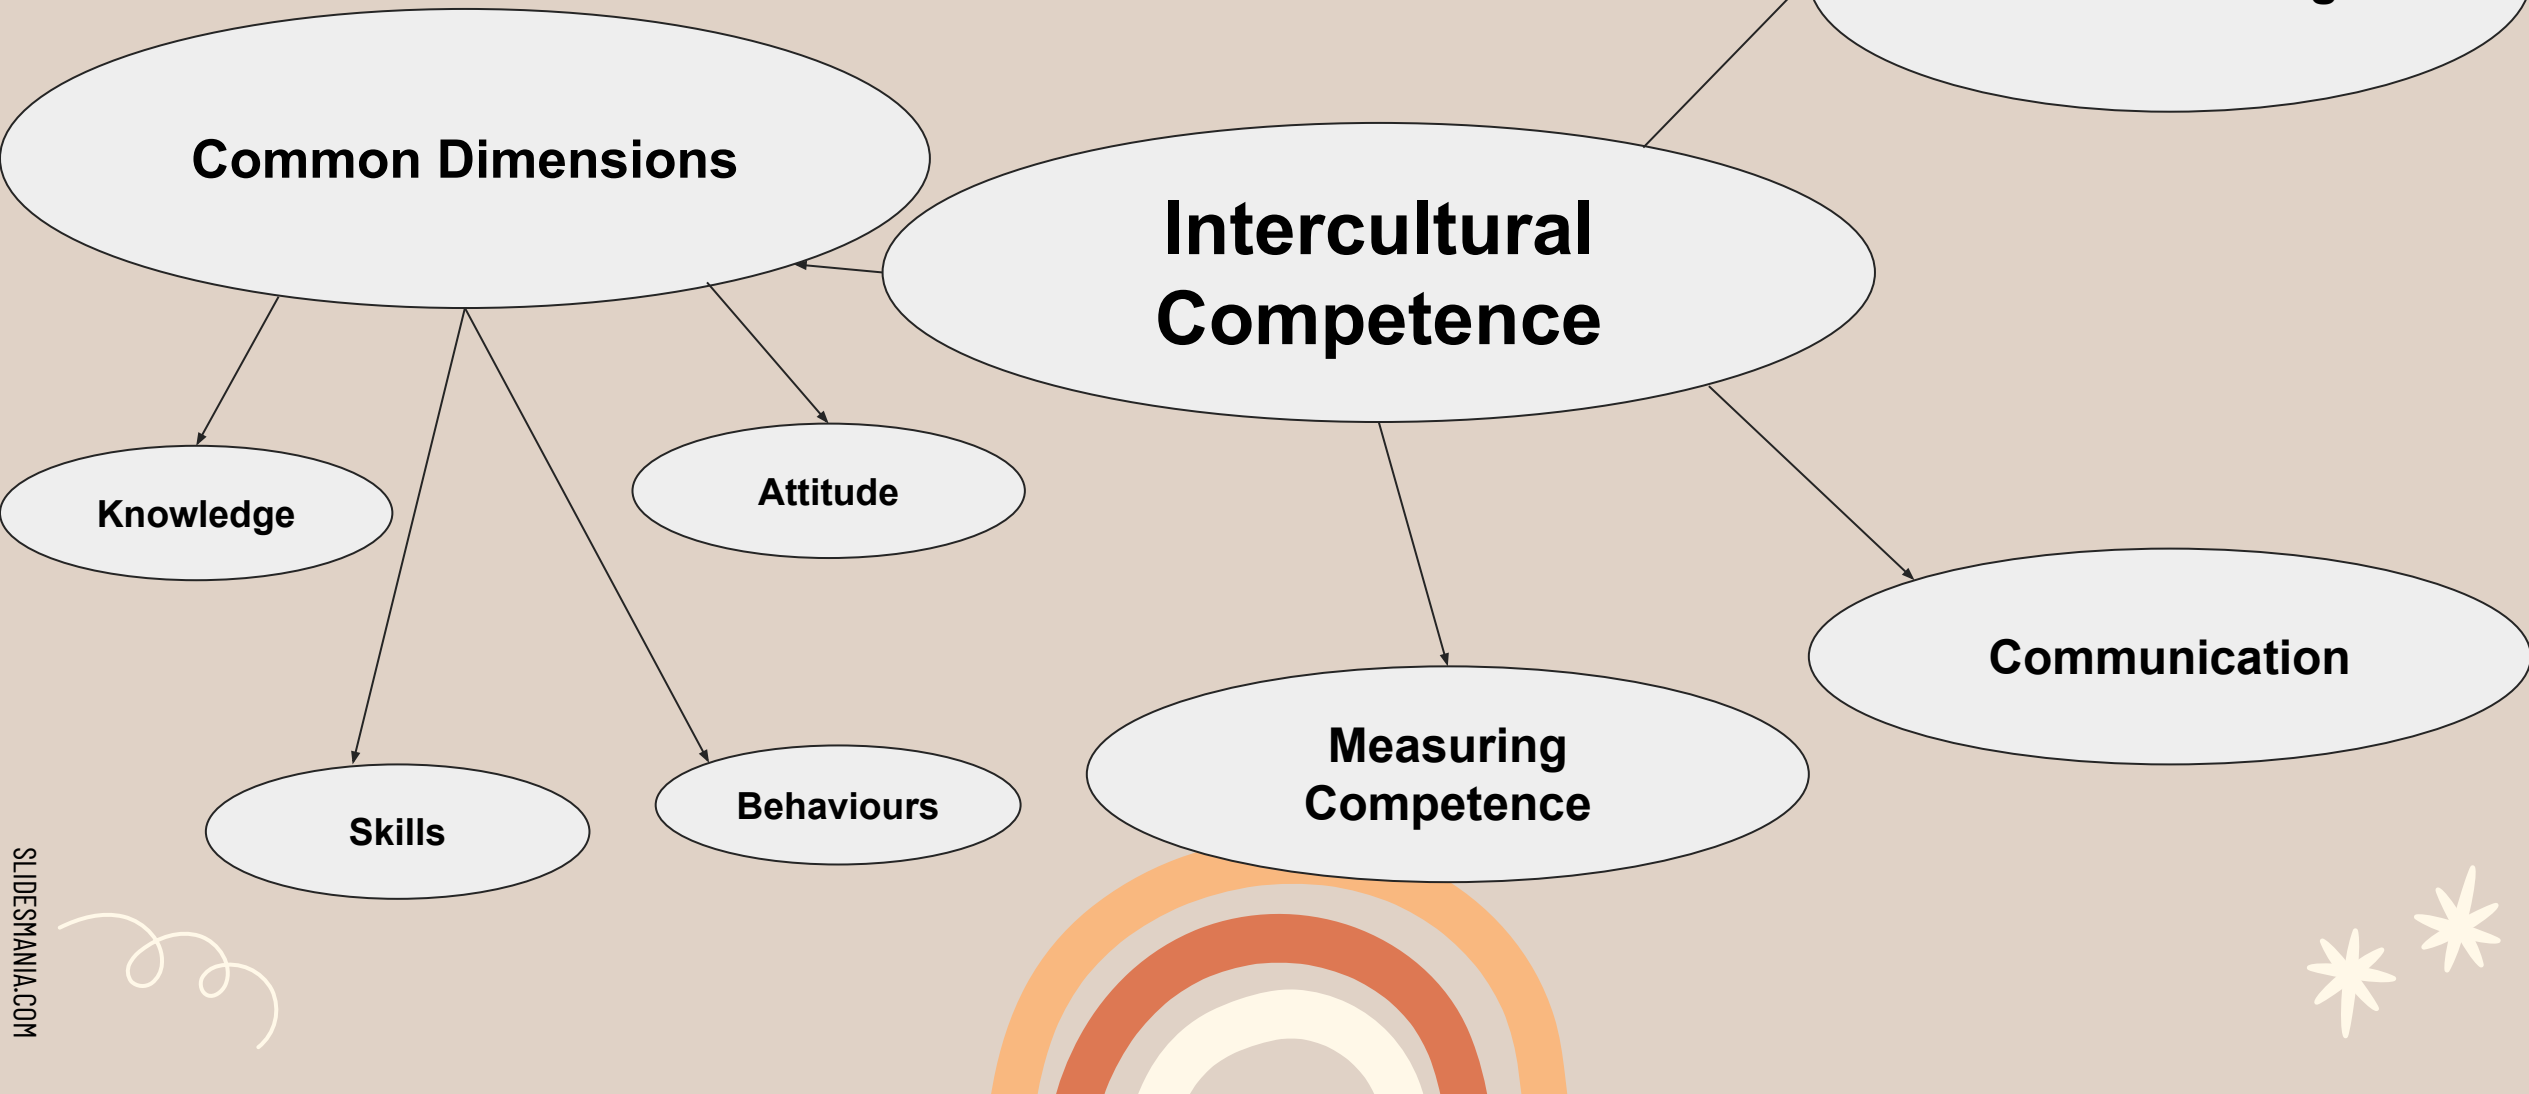 Common Dimensions
Intercultural
Competence
Knowledge
Attitude
Communication
Measuring
Competence
Skills
Behaviours
SLIDESMANIA.COM